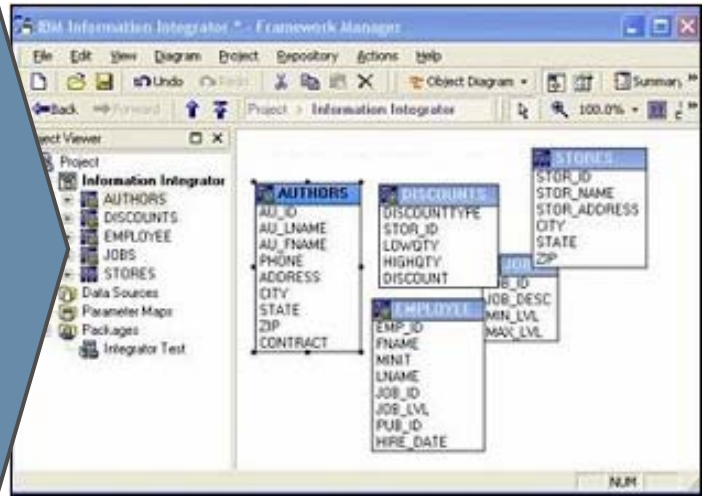 IBM Information Integrator * - Framework Manager
File Edit View Diagram Project Repository Actions Help
Undo Redo Object Diagram Summary
Back Forward Project > Information Integrator 100.0%
ect Viewer
Project
Information Integrator
AUTHORS
DISCOUNTS
EMPLOYEE
JOBS
STORES
Data Sources
Parameter Maps
Packages
Integrator Test
AUTHORS
AU_ID
AU_LNAME
AU_FNAME
PHONE
ADDRESS
CITY
STATE
ZIP
CONTRACT
DISCOUNTS
DISCOUNTTYPE
STOR_ID
LOWQTY
HIGHQTY
DISCOUNT
EMPLOYEE
EMP_ID
FNAME
MINIT
LNAME
JOB_ID
JOB_LVL
PUB_ID
HIRE_DATE
STORES
STOR_ID
STOR_NAME
STOR_ADDRESS
CITY
STATE
ZIP
JOB
JOB_ID
JOB_DESC
MIN_LVL
MAX_LVL
NUM